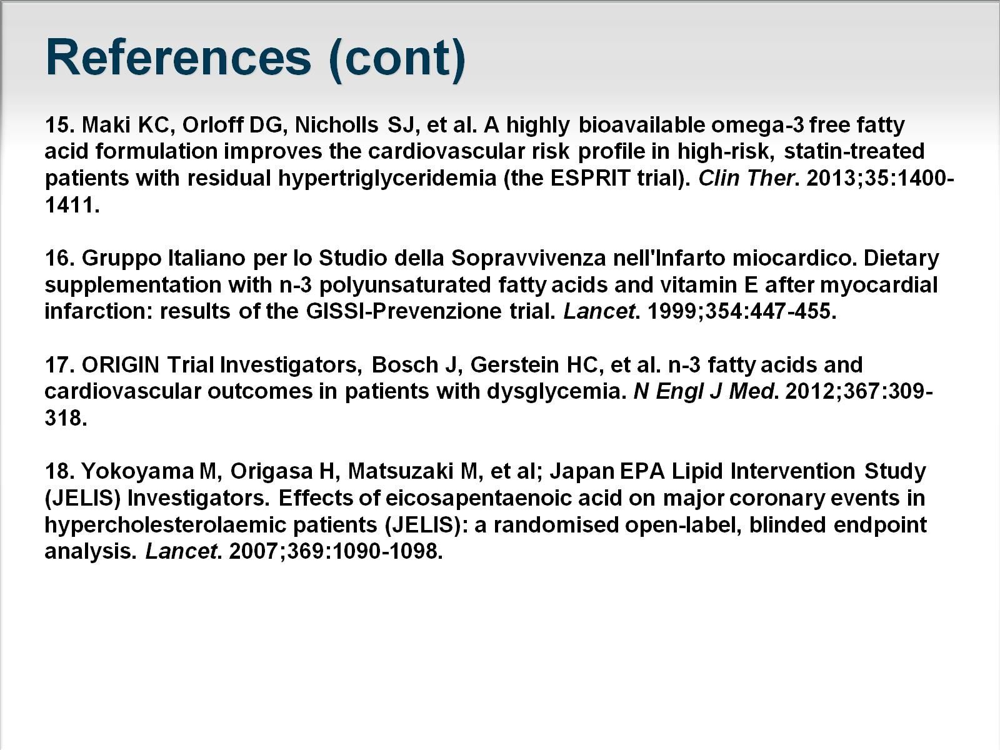 References (cont)
15. Maki KC, Orloff DG, Nicholls SJ, et al. A highly bioavailable omega-3 free fatty
acid formulation improves the cardiovascular risk profile in high-risk, statin-treated
patients with residual hypertriglyceridemia (the ESPRIT trial). Clin Ther. 2013;35:1400-
1411.
16. Gruppo Italiano per lo Studio della Sopravvivenza nell'Infarto miocardico. Dietary
supplementation with n-3 polyunsaturated fatty acids and vitamin E after myocardial
infarction: results of the GISSI-Prevenzione trial. Lancet. 1999;354:447-455.
17. ORIGIN Trial Investigators, Bosch J, Gerstein HC, et al. n-3 fatty acids and
cardiovascular outcomes in patients with dysglycemia. N Engl J Med. 2012;367:309-
318.
18. Yokoyama M, Origasa H, Matsuzaki M, et al; Japan EPA Lipid Intervention Study
(JELIS) Investigators. Effects of eicosapentaenoic acid on major coronary events in
hypercholesterolaemic patients (JELIS): a randomised open-label, blinded endpoint
analysis. Lancet. 2007;369:1090-1098.